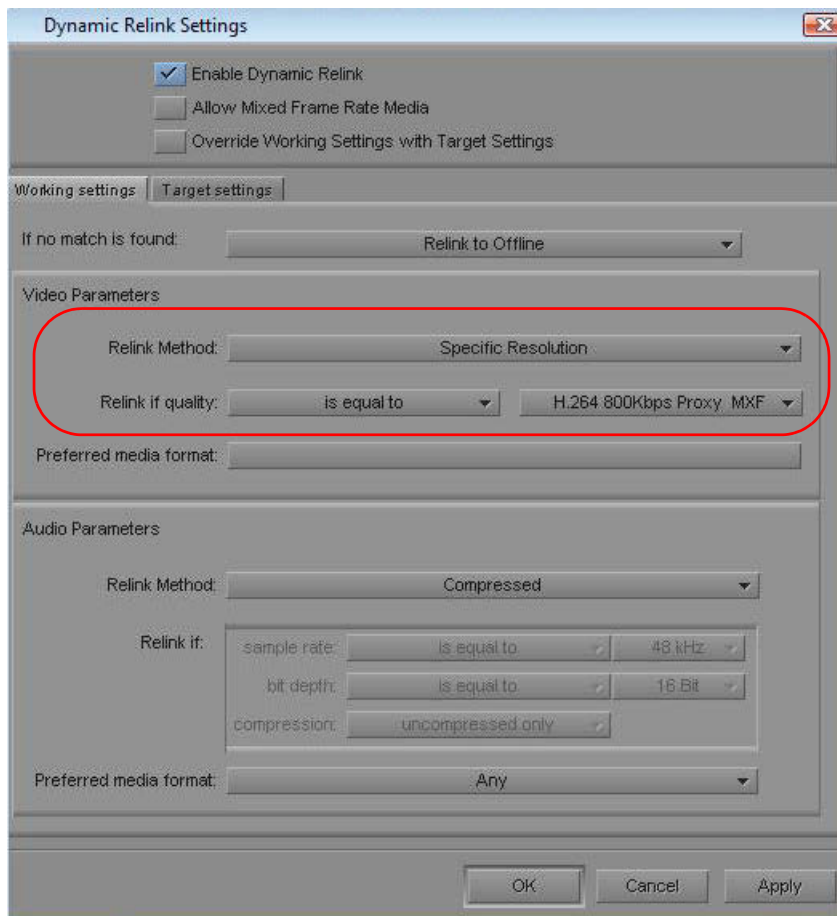 Dynamic Relink Settings
Enable Dynamic Relink
Allow Mixed Frame Rate Media
Override Working Settings with Target Settings
Working settings Target settings
If no match is found: Relink to Offline
Video Parameters
Relink Method: Specific Resolution
Relink if quality: is equal to H.264 800Kbps Proxy MXF
Preferred media format:
Audio Parameters
Relink Method: Compressed
Relink if: sample rate: is equal to 48 kHz
bit depth: is equal to 16 Bit
compression: uncompressed only
Preferred media format: Any
OK Cancel Apply